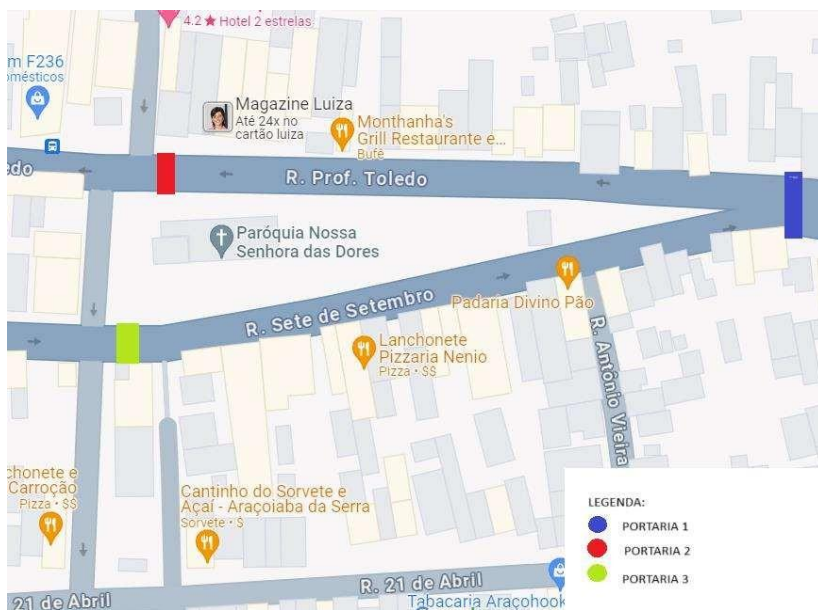 4.2 ★ Hotel 2 estrelas
m F236
omésticos
Magazine Luiza
Até 24x no
cartão luiza
Monthanha's
Grill Restaurante e...
Bufê
edo
R. Prof. Toledo
Paróquia Nossa
Senhora das Dores
R. Sete de Setembro
Padaria Divino Pão
Lanchonete
Pizzaria Nenio
Pizza • $$
R. Antônio Vieira
chonete e
Carroção
Pizza • $$
Cantinho do Sorvete e
Açaí - Araçoiaba da Serra
Sorvete • $
LEGENDA:
PORTARIA 1
PORTARIA 2
PORTARIA 3
21 de Abril
R. 21 de Abril
Tabacaria Araçohook